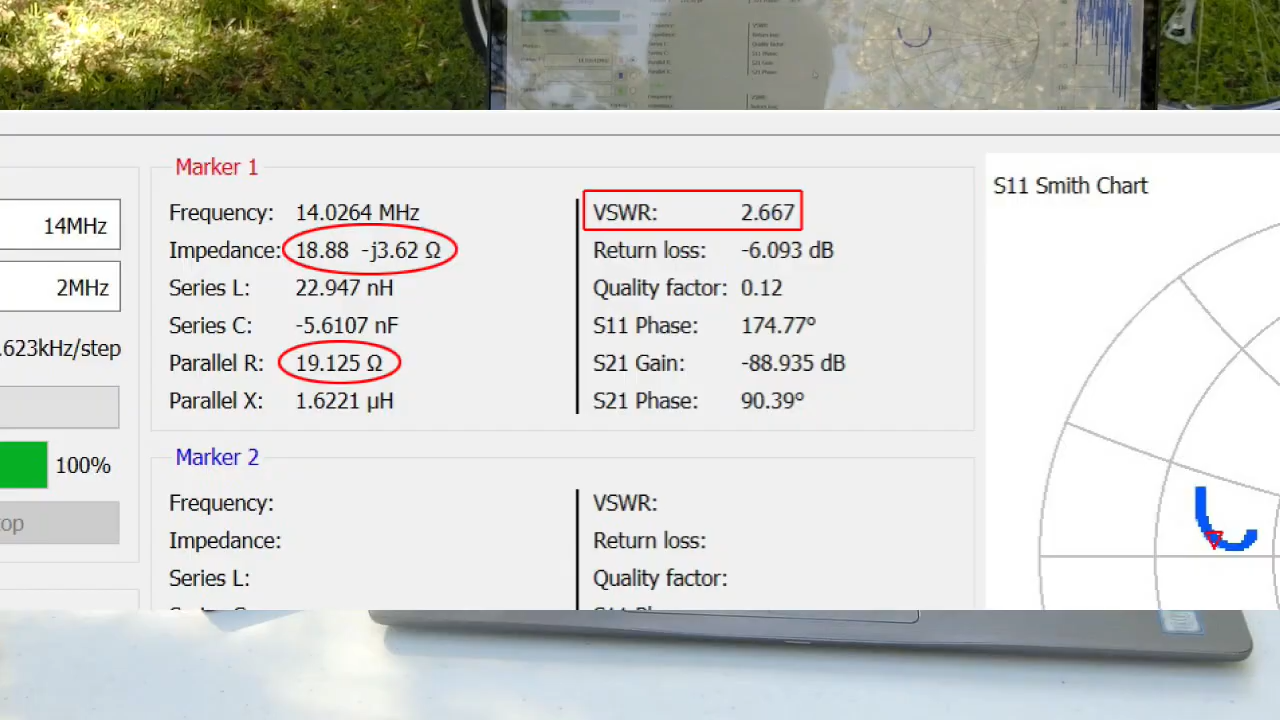 Marker 1
14MHz
2MHz
.623kHz/step
100%
Frequency: 14.0264 MHz
Impedance: 18.88 -j3.62 Ω
Series L: 22.947 nH
Series C: -5.6107 nF
Parallel R: 19.125 Ω
Parallel X: 1.6221 µH
VSWR: 2.667
Return loss: -6.093 dB
Quality factor: 0.12
S11 Phase: 174.77°
S21 Gain: -88.935 dB
S21 Phase: 90.39°
Marker 2
Frequency:
Impedance:
Series L:
VSWR:
Return loss:
Quality factor:
S11 Smith Chart